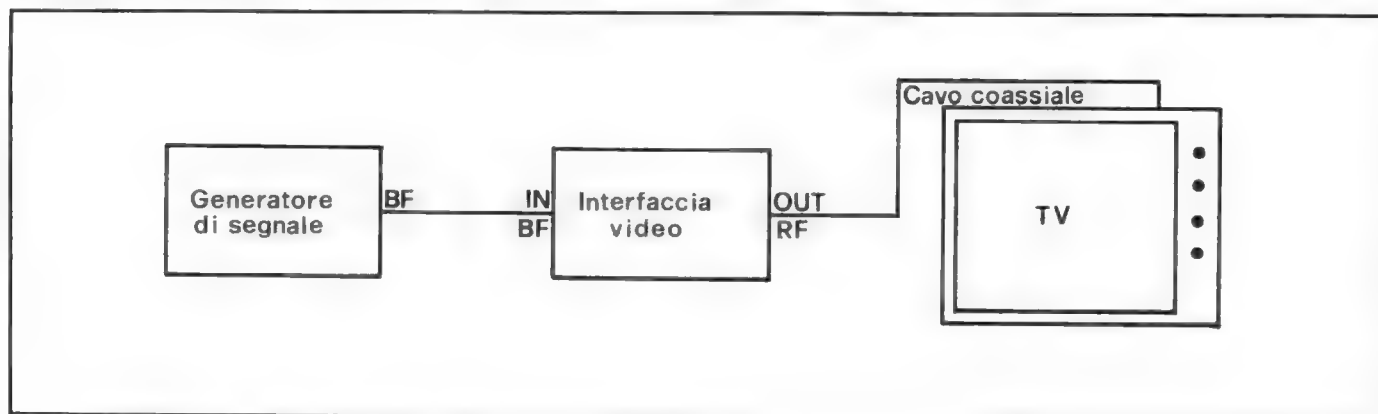 Cavo coassiale
Generatore
di segnale
BF
IN
BF
Interfaccia
video
OUT
RF
TV